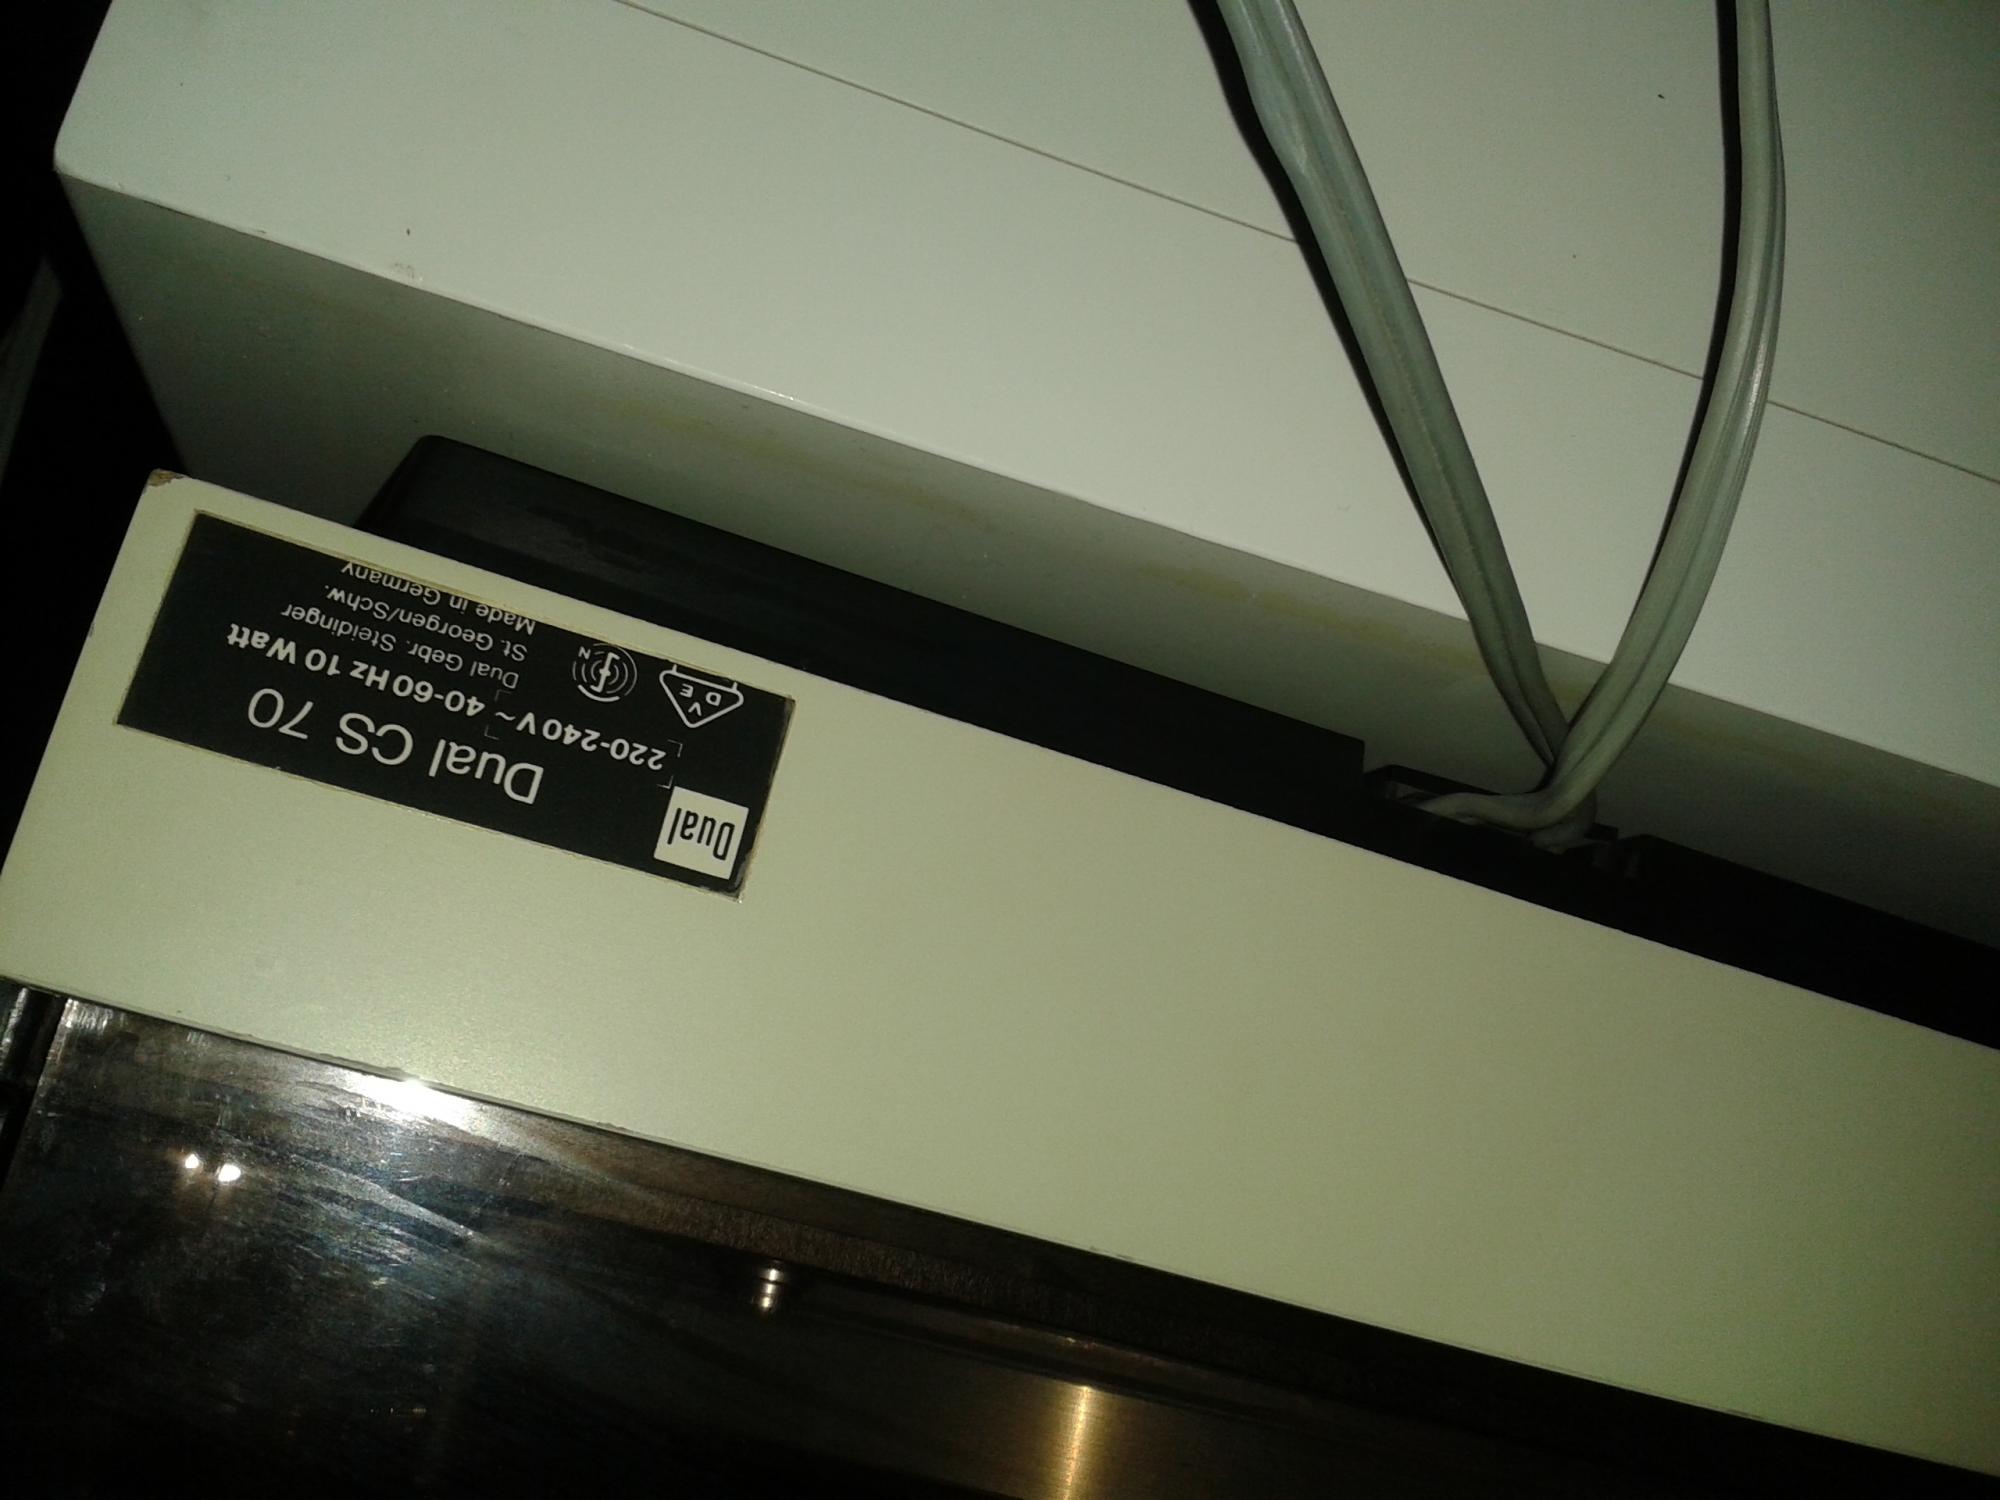 Dual
Dual CS 70
220-240V ~ 40-60Hz 10 Watt
V
D E
N
Dual Gebr. Steidinger
St. Georgen/Schw.
Made in Germany